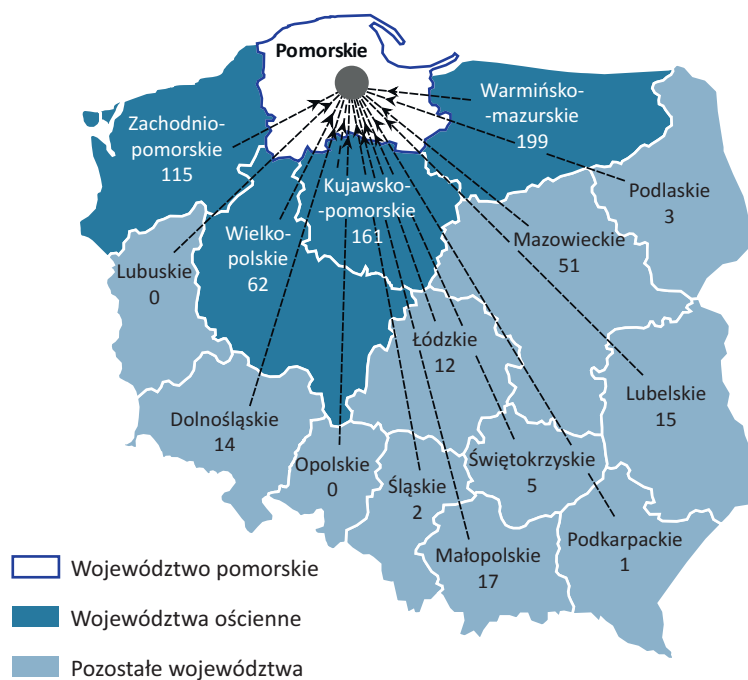 Pomorskie
Zachodnio-
pomorskie
115
Warmińsko-
-mazurskie
199
Podlaskie
3
Kujawsko-
-pomorskie
161
Wielko-
polskie
62
Mazowieckie
51
Lubuskie
0
Łódzkie
12
Lubelskie
15
Dolnośląskie
14
Opolskie
0
Śląskie
2
Świętokrzyskie
5
Małopolskie
17
Podkarpackie
1
Województwo pomorskie
Województwa ościenne
Pozostałe województwa